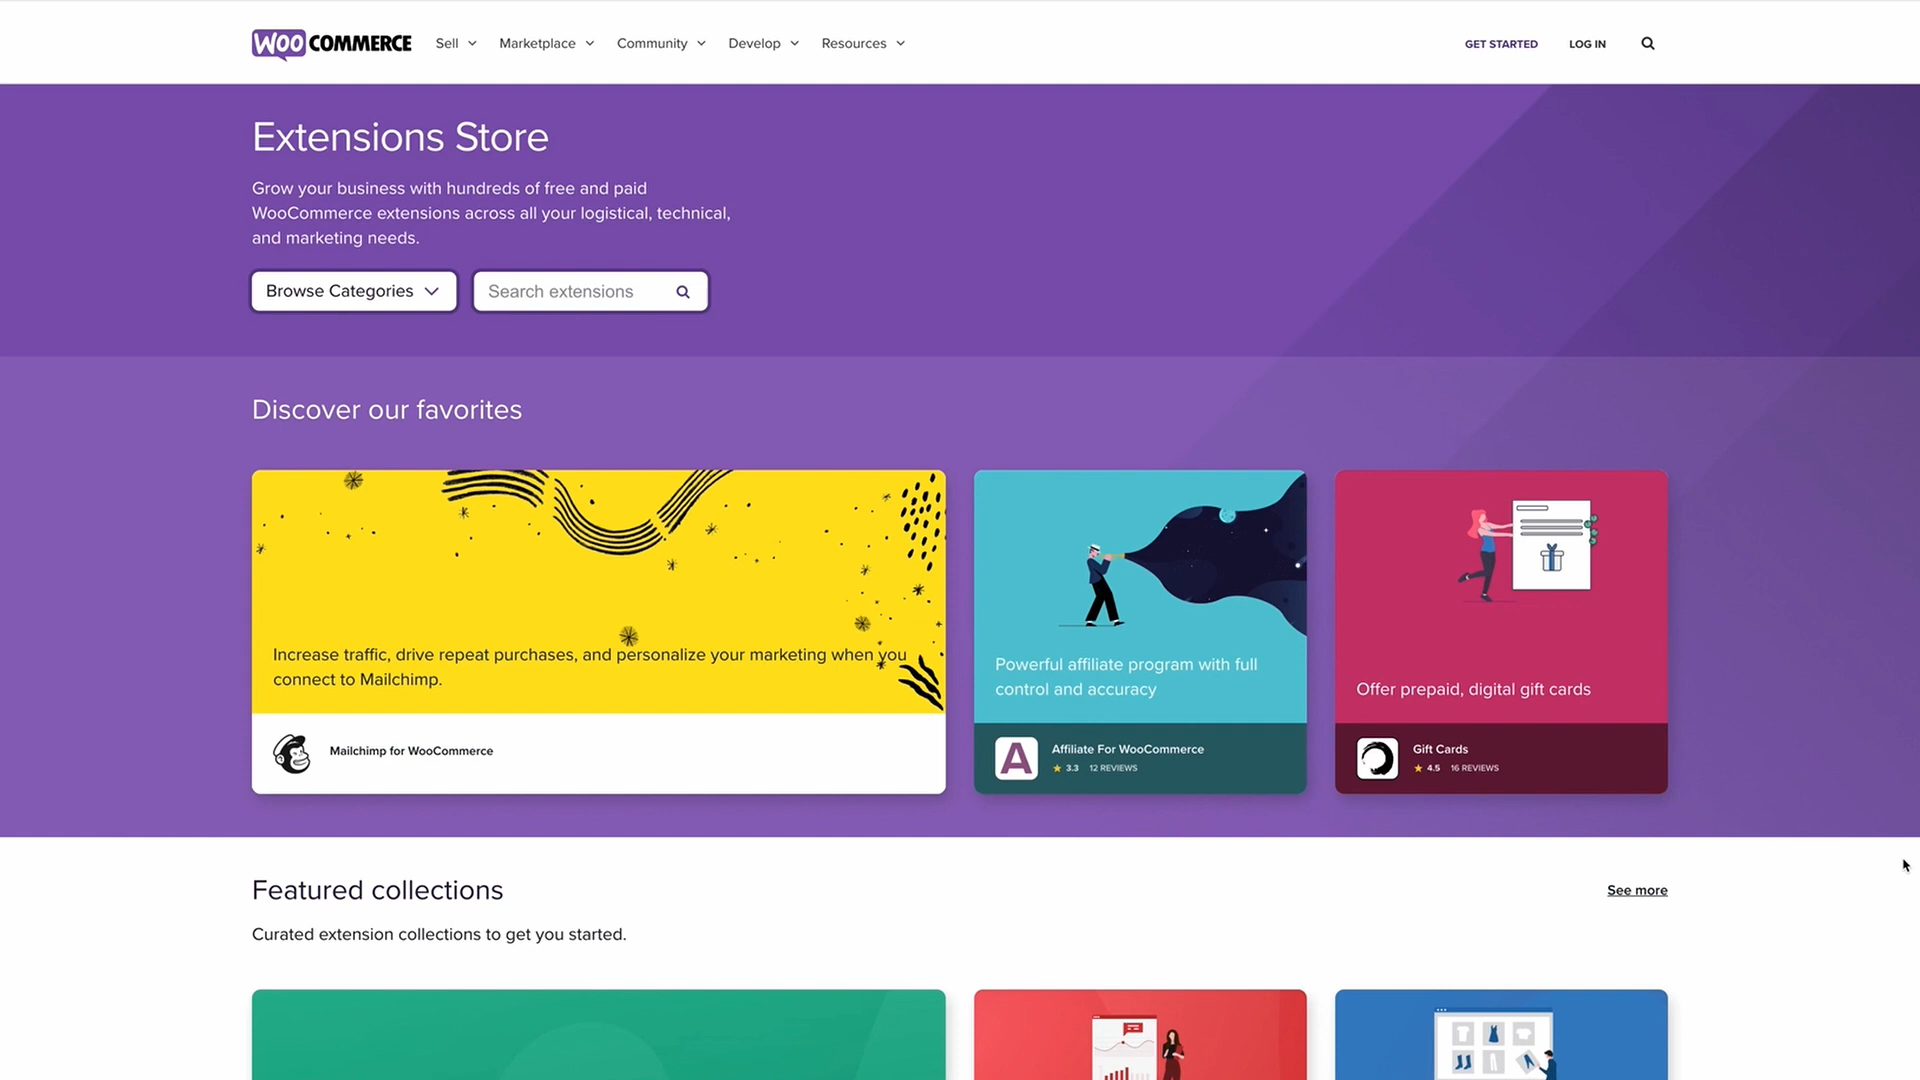 WOO COMMERCE
Sell
Marketplace
Community
Develop
Resources
GET STARTED
LOG IN
Extensions Store
Grow your business with hundreds of free and paid
WooCommerce extensions across all your logistical, technical,
and marketing needs.
Browse Categories
Search extensions
Discover our favorites
Increase traffic, drive repeat purchases, and personalize your marketing when you
connect to Mailchimp.
Mailchimp for WooCommerce
Powerful affiliate program with full
control and accuracy
A
Affiliate For WooCommerce
3.3 12 REVIEWS
Offer prepaid, digital gift cards
Gift Cards
4.5 16 REVIEWS
Featured collections
See more
Curated extension collections to get you started.